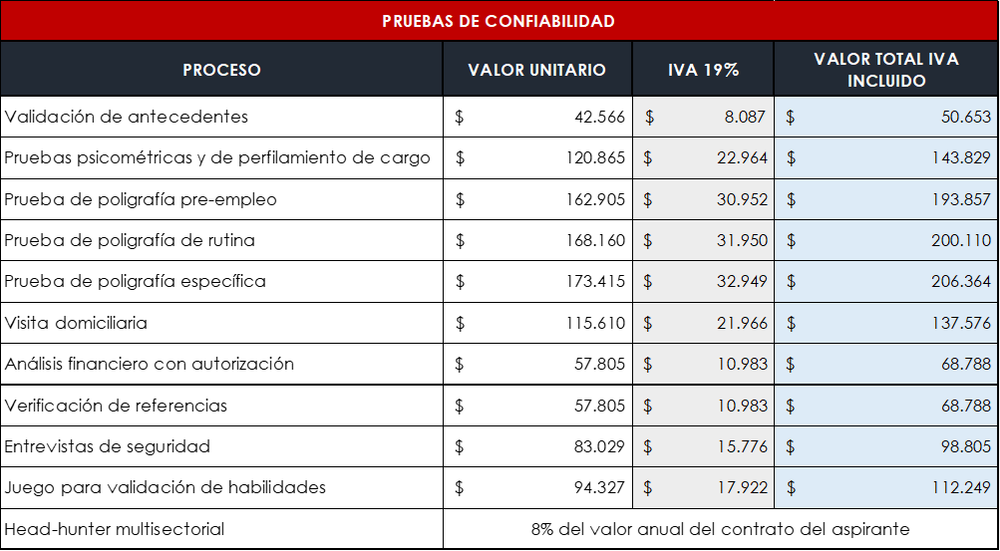 PRUEBAS DE CONFIABILIDAD
PROCESO VALOR UNITARIO IVA 19% VALOR TOTAL IVA INCLUIDO
Validación de antecedentes $ 42.566 $ 8.087 $ 50.653
Pruebas psicométricas y de perfilamiento de cargo $ 120.865 $ 22.964 $ 143.829
Prueba de poligrafía pre-empleo $ 162.905 $ 30.952 $ 193.857
Prueba de poligrafía de rutina $ 168.160 $ 31.950 $ 200.110
Prueba de poligrafía específica $ 173.415 $ 32.949 $ 206.364
Visita domiciliaria $ 115.610 $ 21.966 $ 137.576
Análisis financiero con autorización $ 57.805 $ 10.983 $ 68.788
Verificación de referencias $ 57.805 $ 10.983 $ 68.788
Entrevistas de seguridad $ 83.029 $ 15.776 $ 98.805
Juego para validación de habilidades $ 94.327 $ 17.922 $ 112.249
Head-hunter multisectorial 8% del valor anual del contrato del aspirante